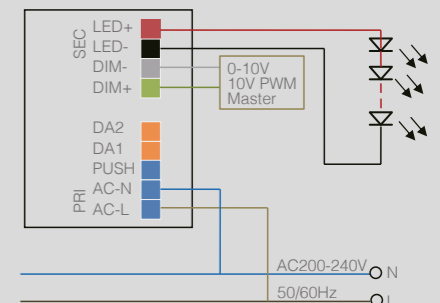 SEC
LED+
LED-
DIM-
DIM+
0-10V
10V PWM
Master
DA2
DA1
PUSH
PRI
AC-N
AC-L
AC200-240V
N
50/60Hz
L